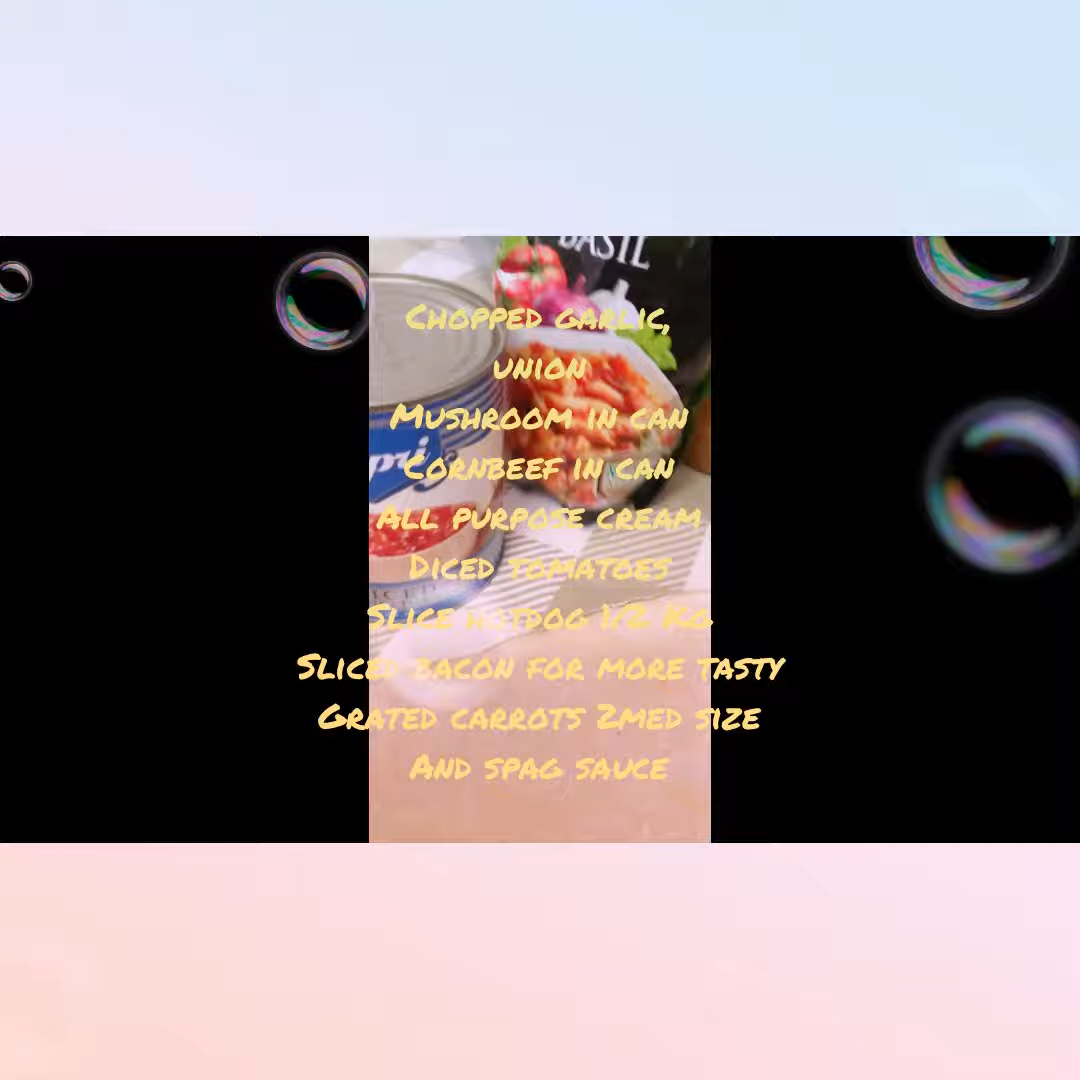 BASIL
Chopped garlic,
union
Mushroom in can
Cornbeef in can
All purpose cream
Diced tomatoes
Slice hotdog 1/2 Kg
Sliced bacon for more tasty
Grated carrots 2med size
And spag sauce
pri